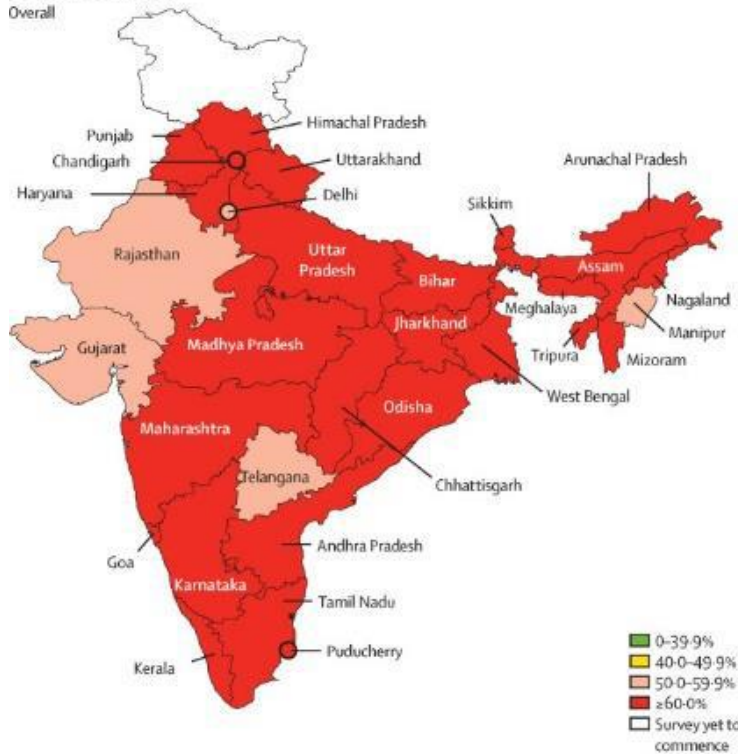 Overall
Himachal Pradesh
Punjab
Chandigarh
Uttarakhand
Arunachal Pradesh
Haryana
Delhi
Sikkim
Rajasthan
Uttar
Pradesh
Bihar
Assam
Nagaland
Meghalaya
Manipur
Gujarat
Madhya Pradesh
Jharkhand
Tripura
Mizoram
West Bengal
Odisha
Maharashtra
Telangana
Chhattisgarh
Goa
Andhra Pradesh
Karnataka
Tamil Nadu
Kerala
Puducherry
0–39·9%
40·0–49·9%
50·0–59·9%
≥60·0%
Survey yet to
commence